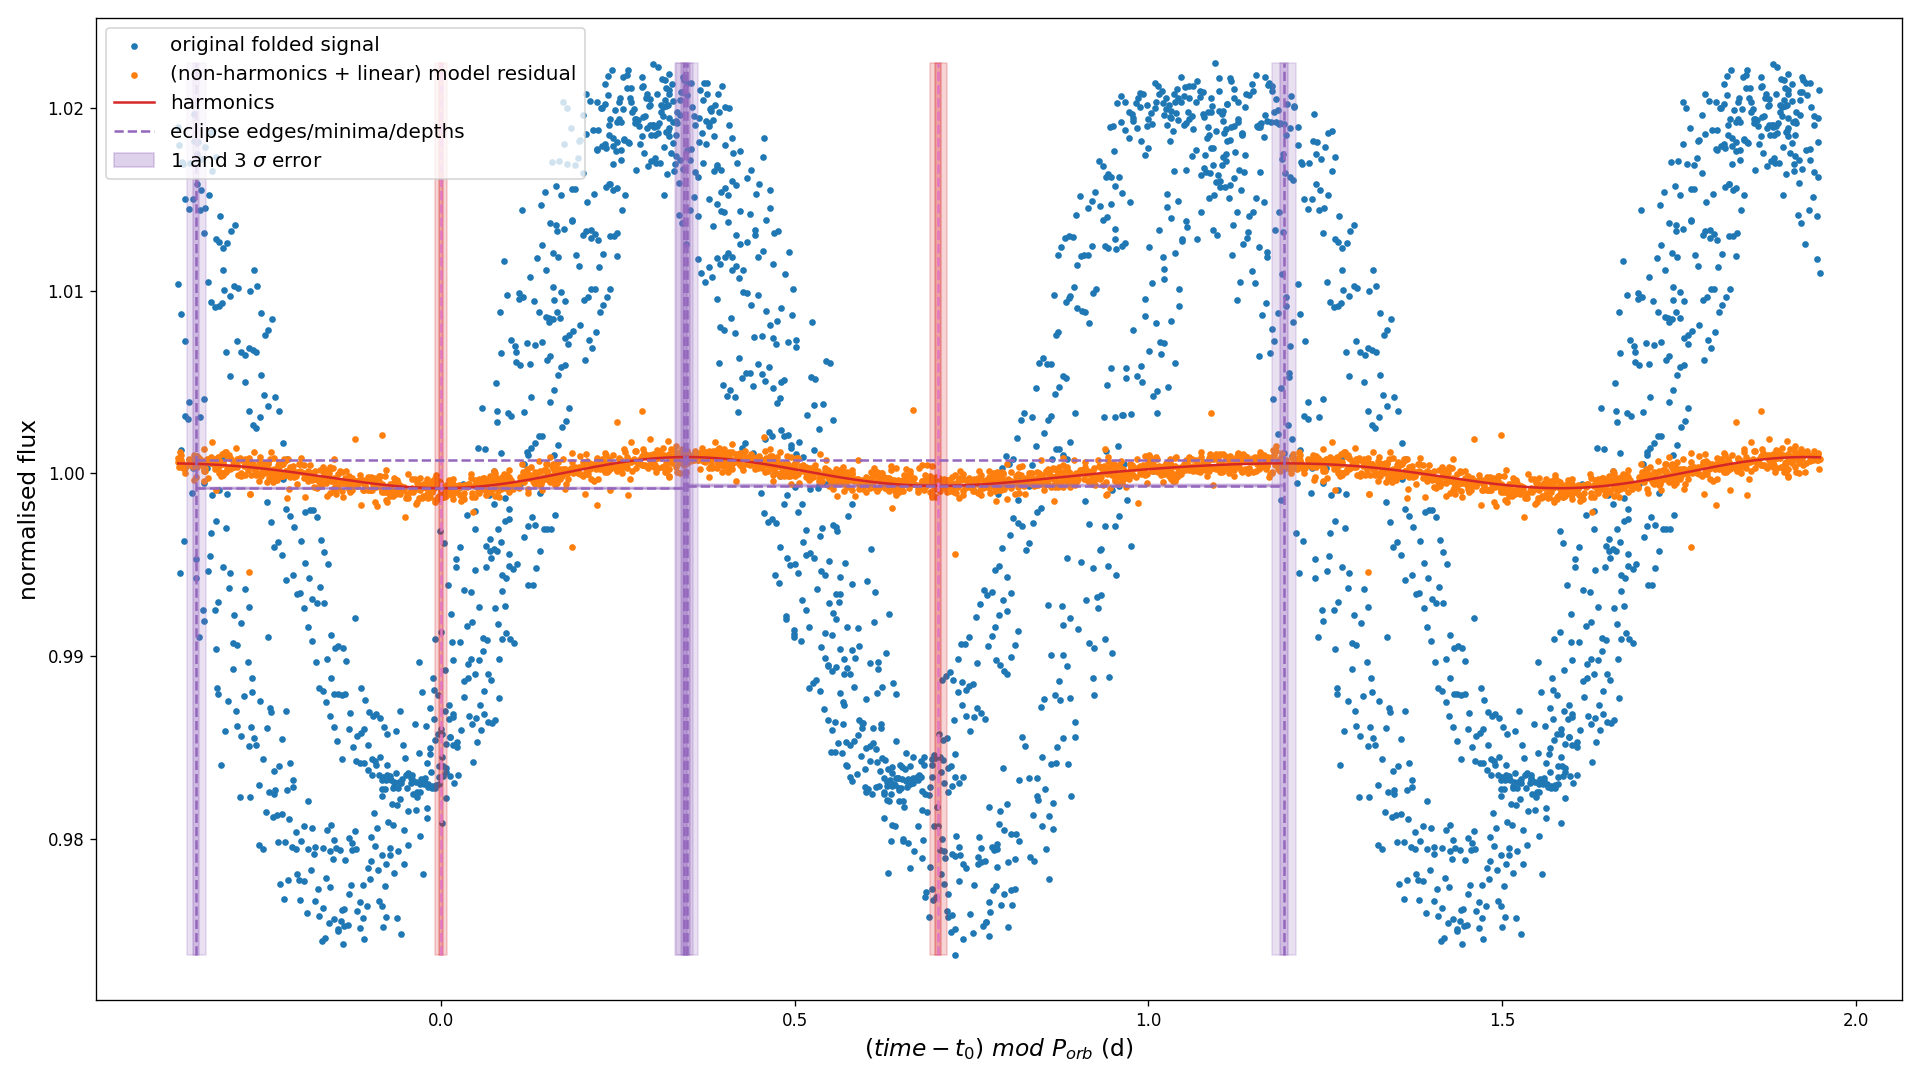 original folded signal
(non-harmonics + linear) model residual
harmonics
eclipse edges/minima/depths
1 and 3 σ error
1.02
1.01
1.00
0.99
0.98
normalised flux
0.0
0.5
1.0
1.5
2.0
(time − t₀) mod Pₒᵣb (d)